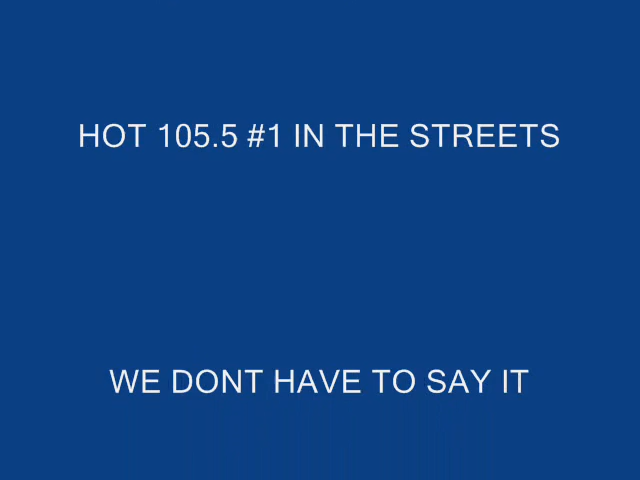 HOT 105.5 #1 IN THE STREETS
WE DONT HAVE TO SAY IT